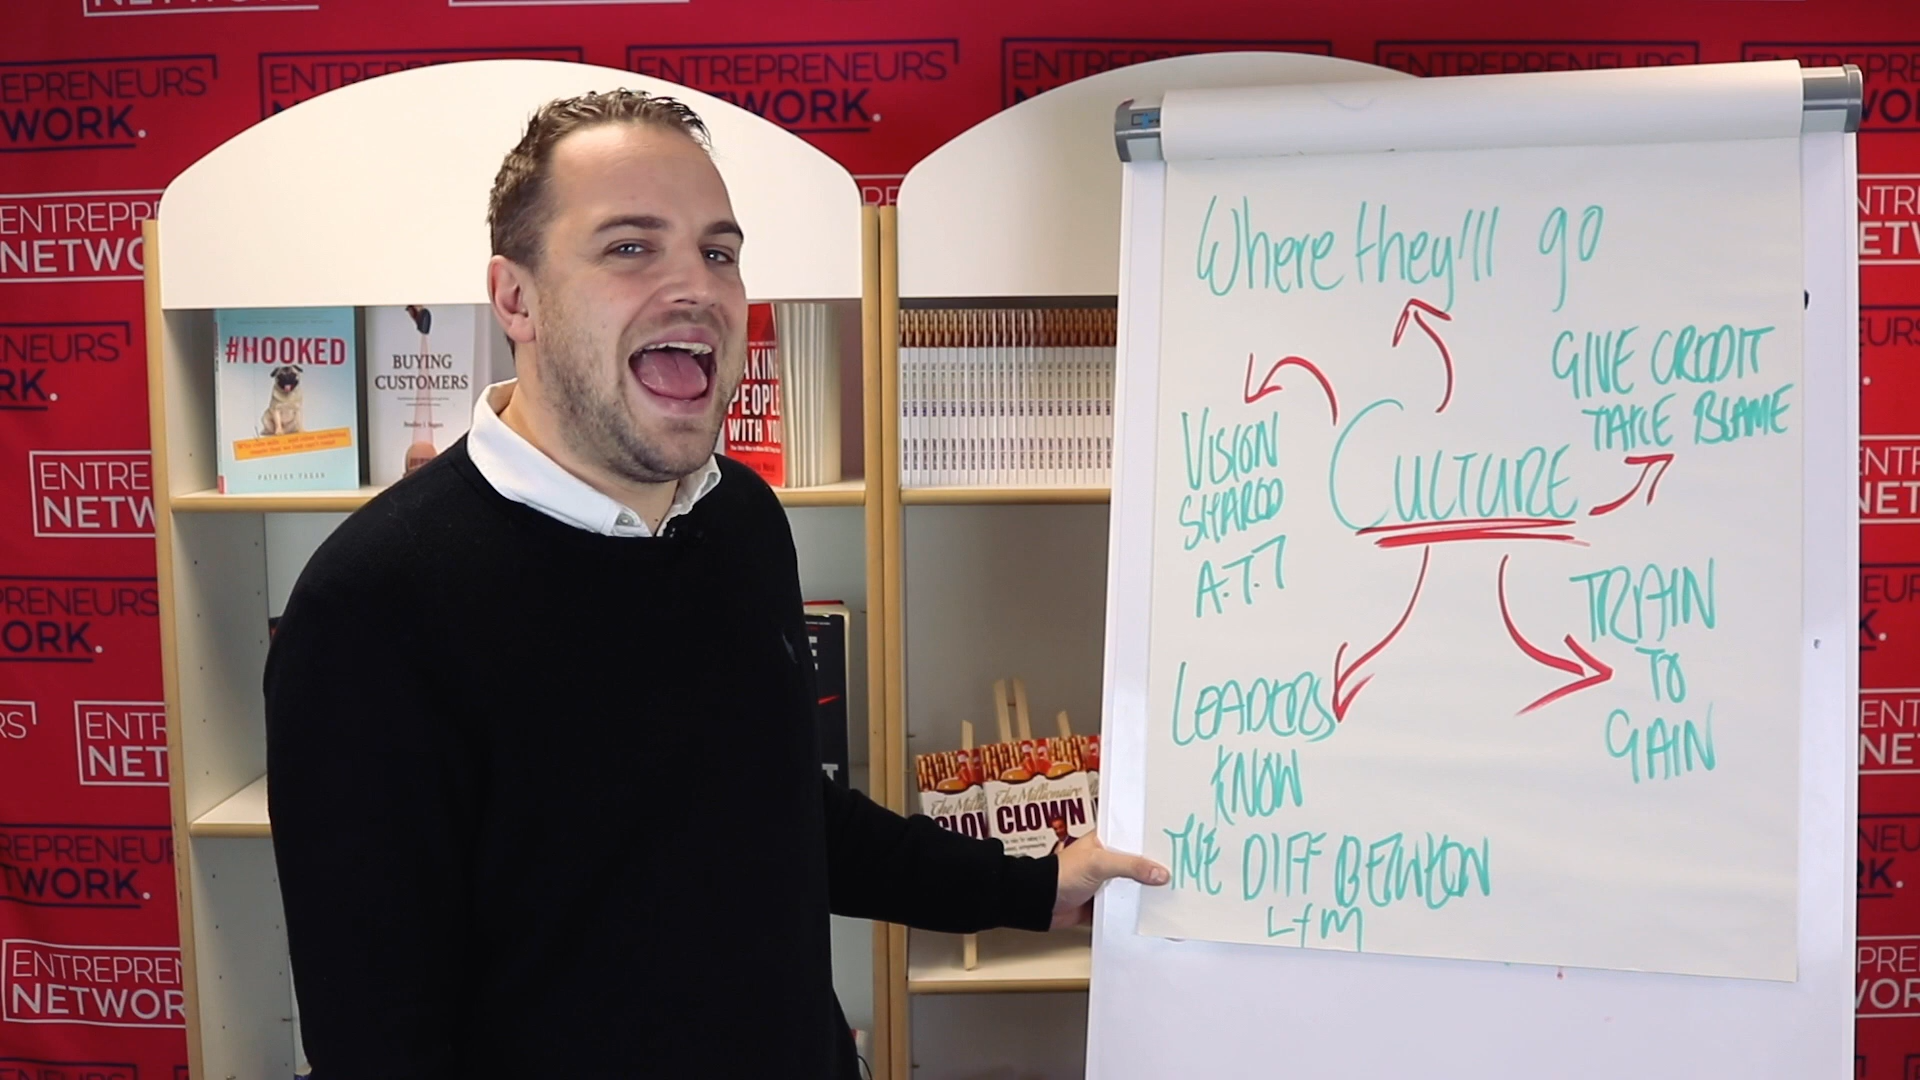 ENTREPRENEURS
NETWORK.
#HOOKED
PATRICK FAGAN
BUYING
CUSTOMERS
PEOPLE
WITH YO
The Millionaire
CLOWN
Where they'll go
GIVE CREDIT
TAKE BLAME
VISION
SHARED
A.T.T
CULTURE
TRAIN
TO
GAIN
LEADERS
KNOW
THE DIFF BETWEEN
L+M